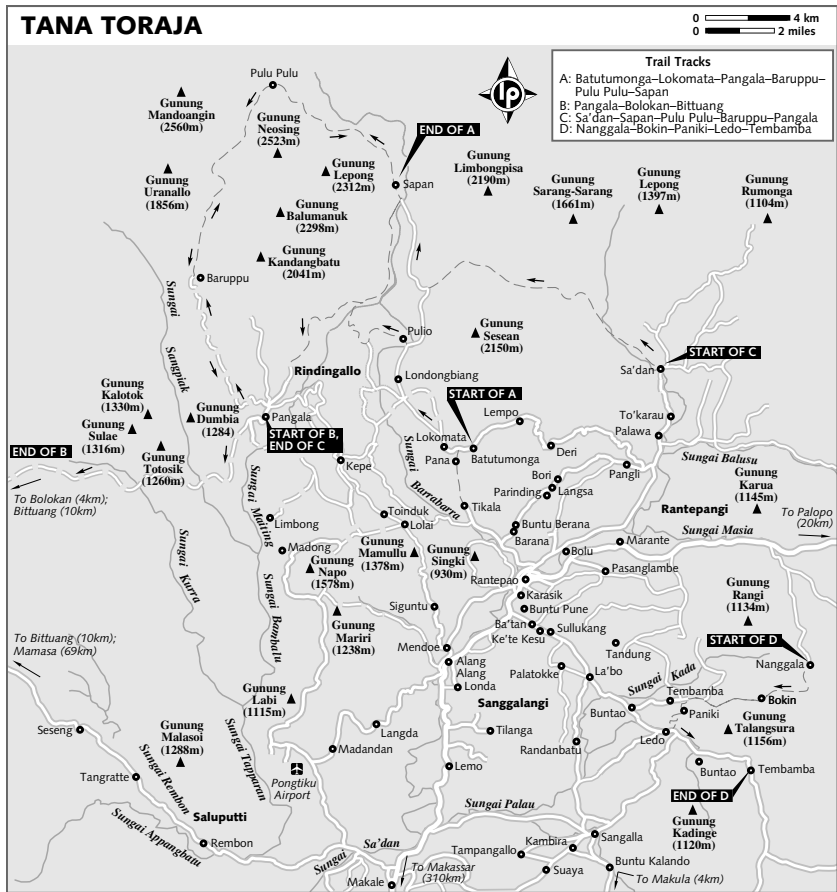 TANA TORAJA
0 4 km
0 2 miles
Trail Tracks
A: Batutumonga–Lokomata–Pangala–Baruppu–
Pulu Pulu–Sapan
B: Pangala–Bolokan–Bittuang
C: Sa'dan–Sapan–Pulu Pulu–Baruppu–Pangala
D: Nanggala–Bokin–Paniki–Ledo–Tembamba
lp
Pulu Pulu
Gunung
Mandoangin
(2560m)
Gunung
Neosing
(2523m)
END OF A
Gunung
Uranallo
(1856m)
Gunung
Lepong
(2312m)
Sapan
Gunung
Limbongpisa
(2190m)
Gunung
Sarang-Sarang
(1661m)
Gunung
Lepong
(1397m)
Gunung
Rumonga
(1104m)
Gunung
Balumanuk
(2298m)
Gunung
Kandangbatu
(2041m)
Baruppu
Sungai
Sangpiak
Pulio
Gunung
Sesean
(2150m)
Rindingallo
Londongbiang
Sa'dan
START OF C
Gunung
Kalotok
(1330m)
Gunung
Sulae
(1316m)
Gunung
Dumbia
(1284)
Pangala
START OF B,
END OF C
START OF A
Lempo
To'karau
Palawa
END OF B
Gunung
Totosik
(1260m)
Kepe
Lokomata
Pana
Batutumonga
Deri
Sungai
Barrabarra
Bori
Parinding
Langsa
Pangli
Sungai Balusu
Gunung
Karua
(1145m)
To Bolokan (4km);
Bittuang (10km)
Sungai Maiting
Limbong
Toinduk
Lolai
Tikala
Buntu Berana
Barana
Rantepangi
To Palopo
(20km)
Sungai Masia
Madong
Gunung
Mamullu
(1378m)
Gunung
Singki
(930m)
Bolu
Marante
Pasanglambe
Sungai Kurra
Gunung
Napo
(1578m)
Rantepao
Karasik
Buntu Pune
Gunung
Rangi
(1134m)
Gunung
Mariri
(1238m)
Siguntu
Ba'tan
Ke'te Kesu
Sullukang
START OF D
Sungai Bambalu
To Bittuang (10km);
Mamasa (69km)
Mendoe
Alang
Alang
Londa
Tandung
Nanggala
Palatokke
La'bo
Sungai Kada
Gunung
Labi
(1115m)
Sanggalangi
Tembamba
Bokin
Buntao
Paniki
Seseng
Gunung
Malasoi
(1288m)
Langda
Madandan
Tilanga
Randanbatu
Ledo
Gunung
Talangsura
(1156m)
Sungai Tapparan
Tangratte
Sungai Rembon
Pongtiku
Airport
Lemo
Buntao
Tembamba
END OF D
Saluputti
Sungai Palau
Gunung
Kadinge
(1120m)
Sungai Appangbatu
Rembon
Sungai Sa'dan
Tampangallo
Kambira
Sangalla
Makale
To Makassar
(310km)
Suaya
Buntu Kalando
To Makula (4km)